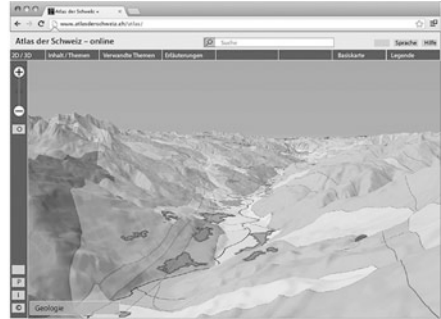 Atlas der Schweiz
www.atlasderschweiz.ch/atlas/
Atlas der Schweiz – online
Suche
Sprache
Hilfe
2D / 3D
Inhalt / Themen
Verwandte Themen
Erläuterungen
Basiskarte
Legende
P
i
©
Geologie